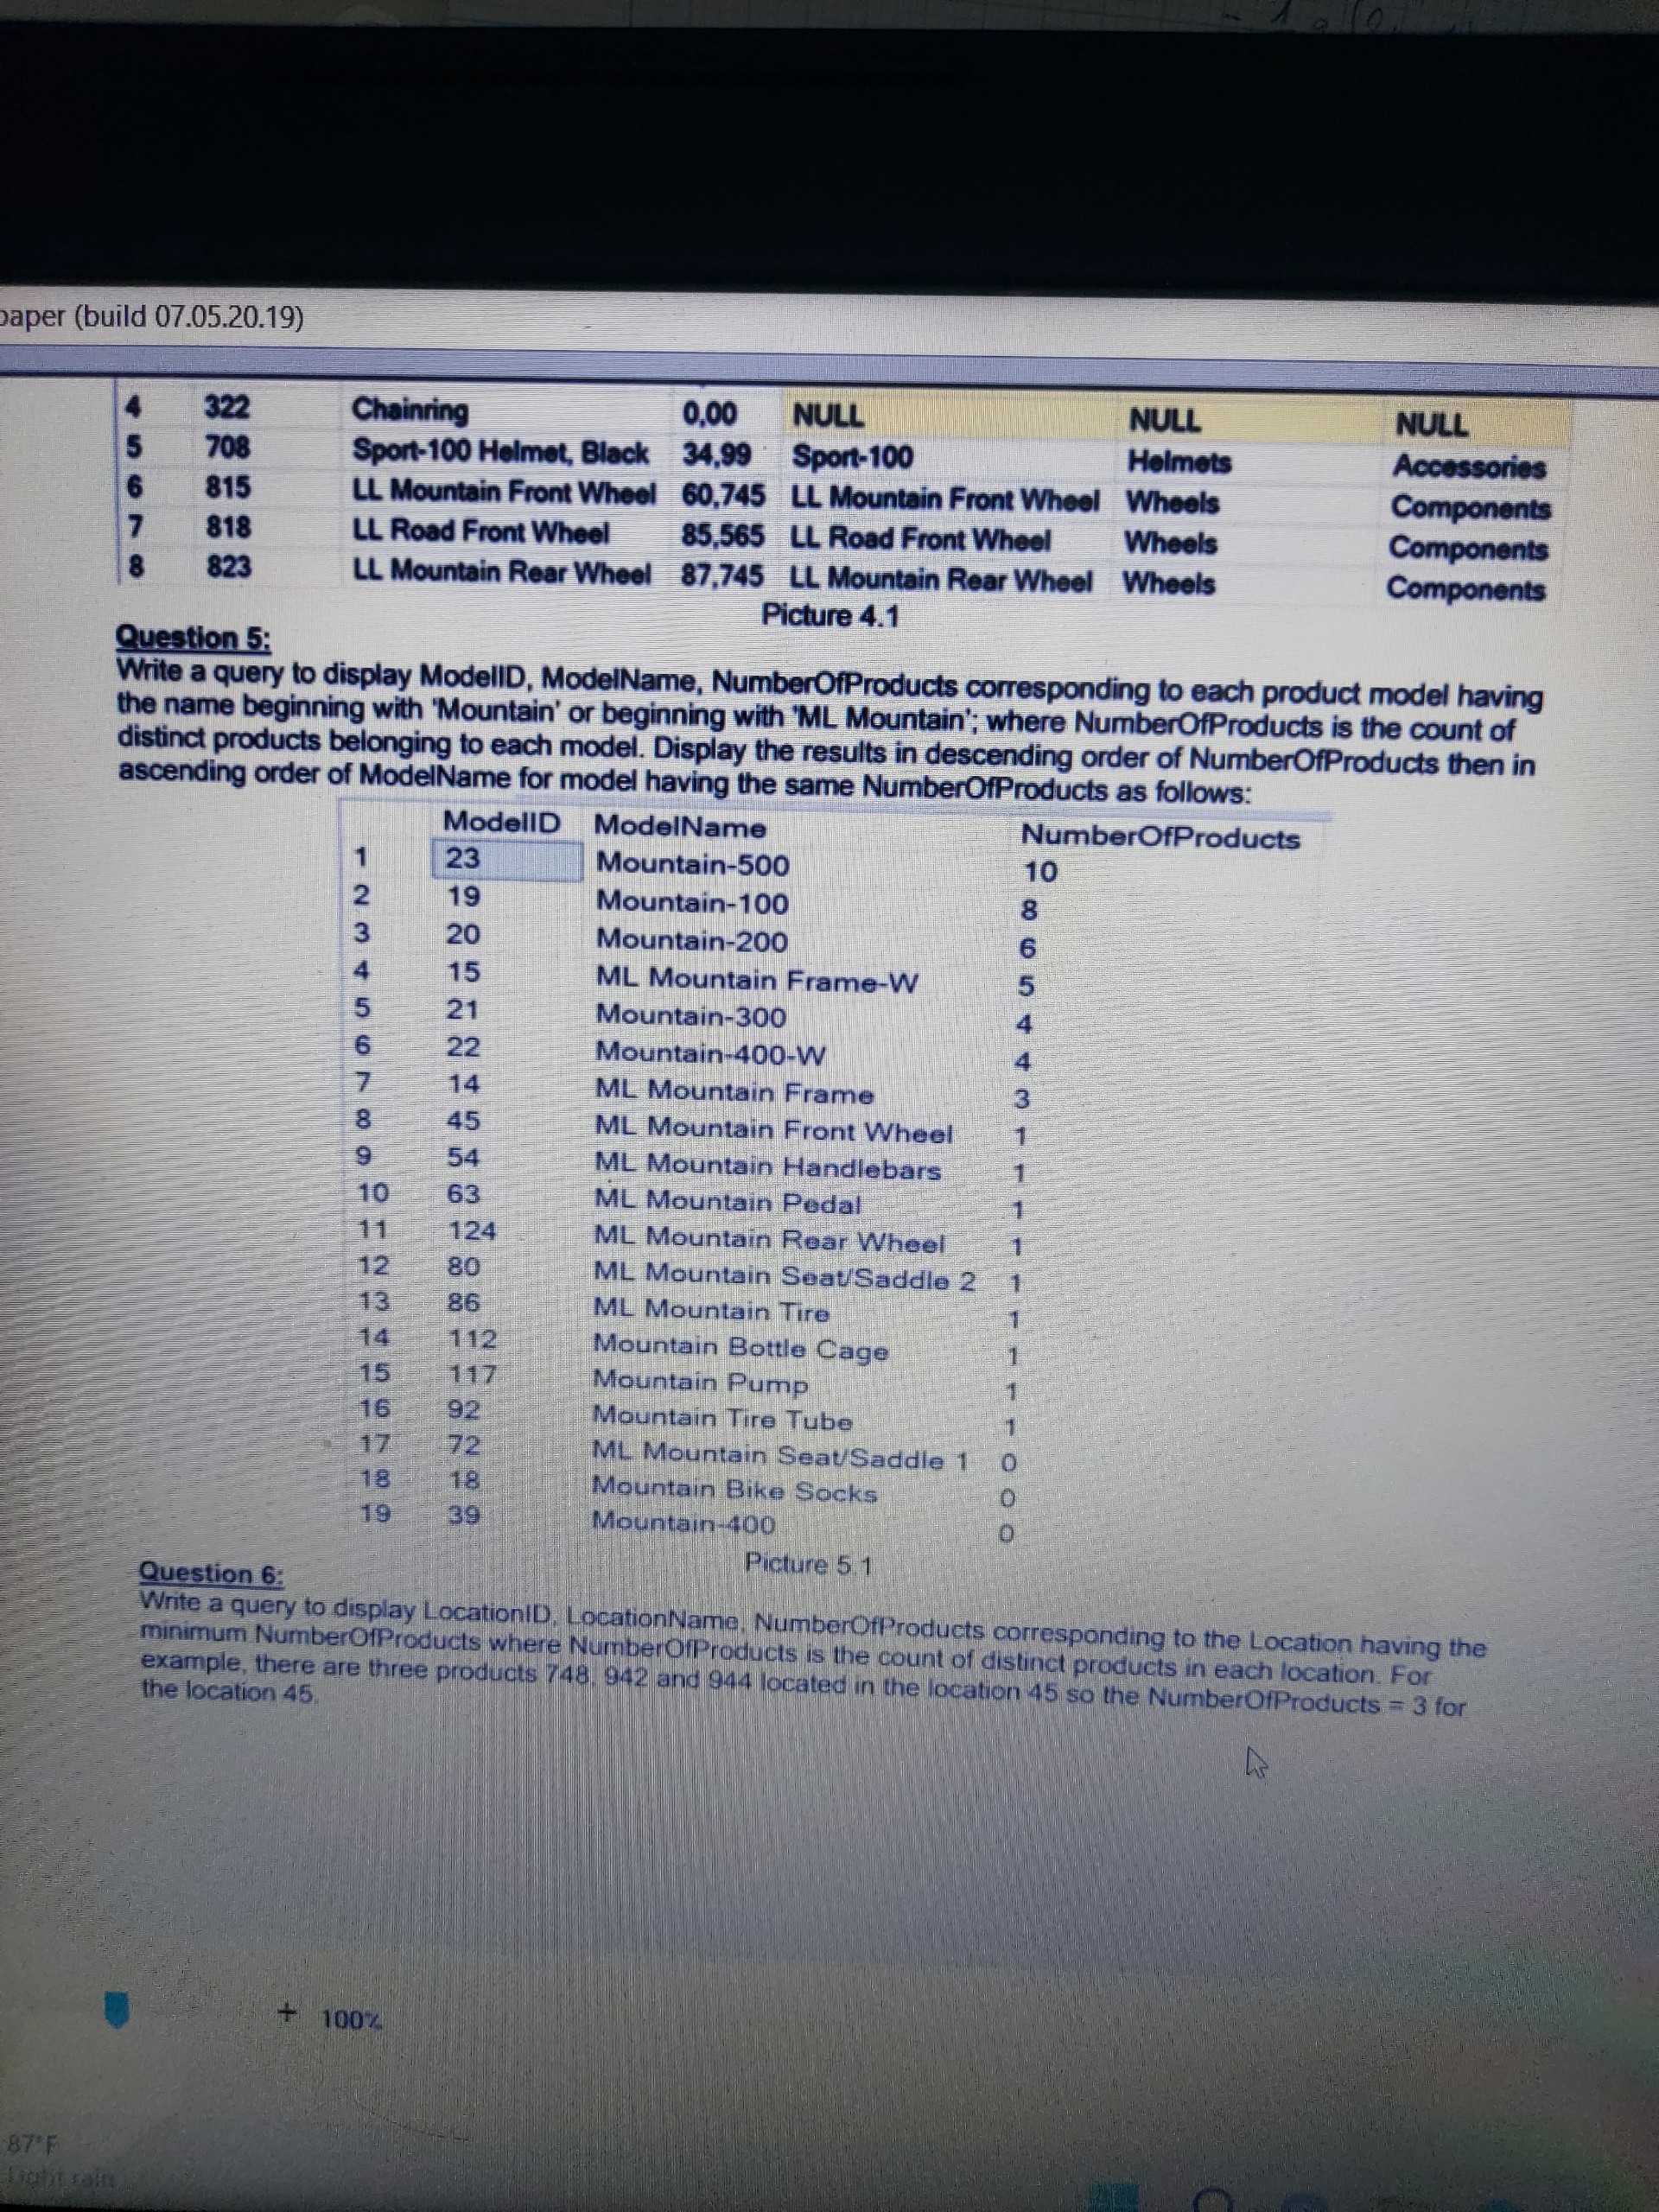 paper (build 07.05.20.19)
4 322 Chainring 0,00 NULL NULL NULL
5 708 Sport-100 Helmet, Black 34,99 Sport-100 Helmets Accessories
6 815 LL Mountain Front Wheel 60,745 LL Mountain Front Wheel Wheels Components
7 818 LL Road Front Wheel 85,565 LL Road Front Wheel Wheels Components
8 823 LL Mountain Rear Wheel 87,745 LL Mountain Rear Wheel Wheels Components
Picture 4.1
Question 5:
Write a query to display ModelID, ModelName, NumberOfProducts corresponding to each product model having
the name beginning with 'Mountain' or beginning with 'ML Mountain'; where NumberOfProducts is the count of
distinct products belonging to each model. Display the results in descending order of NumberOfProducts then in
ascending order of ModelName for model having the same NumberOfProducts as follows:
ModelID ModelName NumberOfProducts
1 23 Mountain-500 10
2 19 Mountain-100 8
3 20 Mountain-200 6
4 15 ML Mountain Frame-W 5
5 21 Mountain-300 4
6 22 Mountain-400-W 4
7 14 ML Mountain Frame 3
8 45 ML Mountain Front Wheel 1
9 54 ML Mountain Handlebars 1
10 63 ML Mountain Pedal 1
11 124 ML Mountain Rear Wheel 1
12 80 ML Mountain Seat/Saddle 2 1
13 86 ML Mountain Tire 1
14 112 Mountain Bottle Cage 1
15 117 Mountain Pump 1
16 92 Mountain Tire Tube 1
17 72 ML Mountain Seat/Saddle 1 0
18 18 Mountain Bike Socks 0
19 39 Mountain-400 0
Picture 5.1
Question 6:
Write a query to display LocationID, LocationName, NumberOfProducts corresponding to the Location having the
minimum NumberOfProducts where NumberOfProducts is the count of distinct products in each location. For
example, there are three products 748, 942 and 944 located in the location 45 so the NumberOfProducts = 3 for
the location 45.
+ 100%
87°F
Light rain